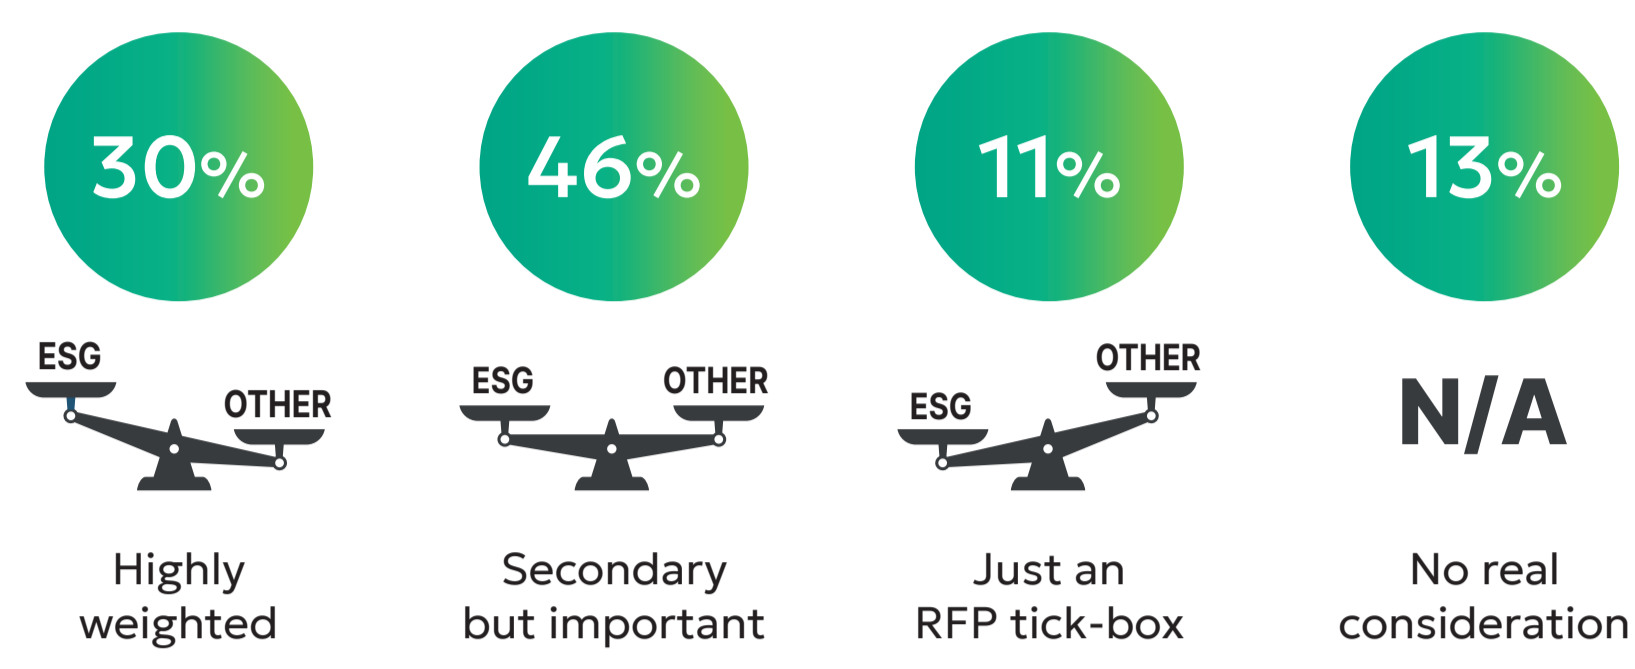 30%
46%
11%
13%
ESG
OTHER
ESG
OTHER
ESG
OTHER
N/A
Highly
weighted
Secondary
but important
Just an
RFP tick-box
No real
consideration